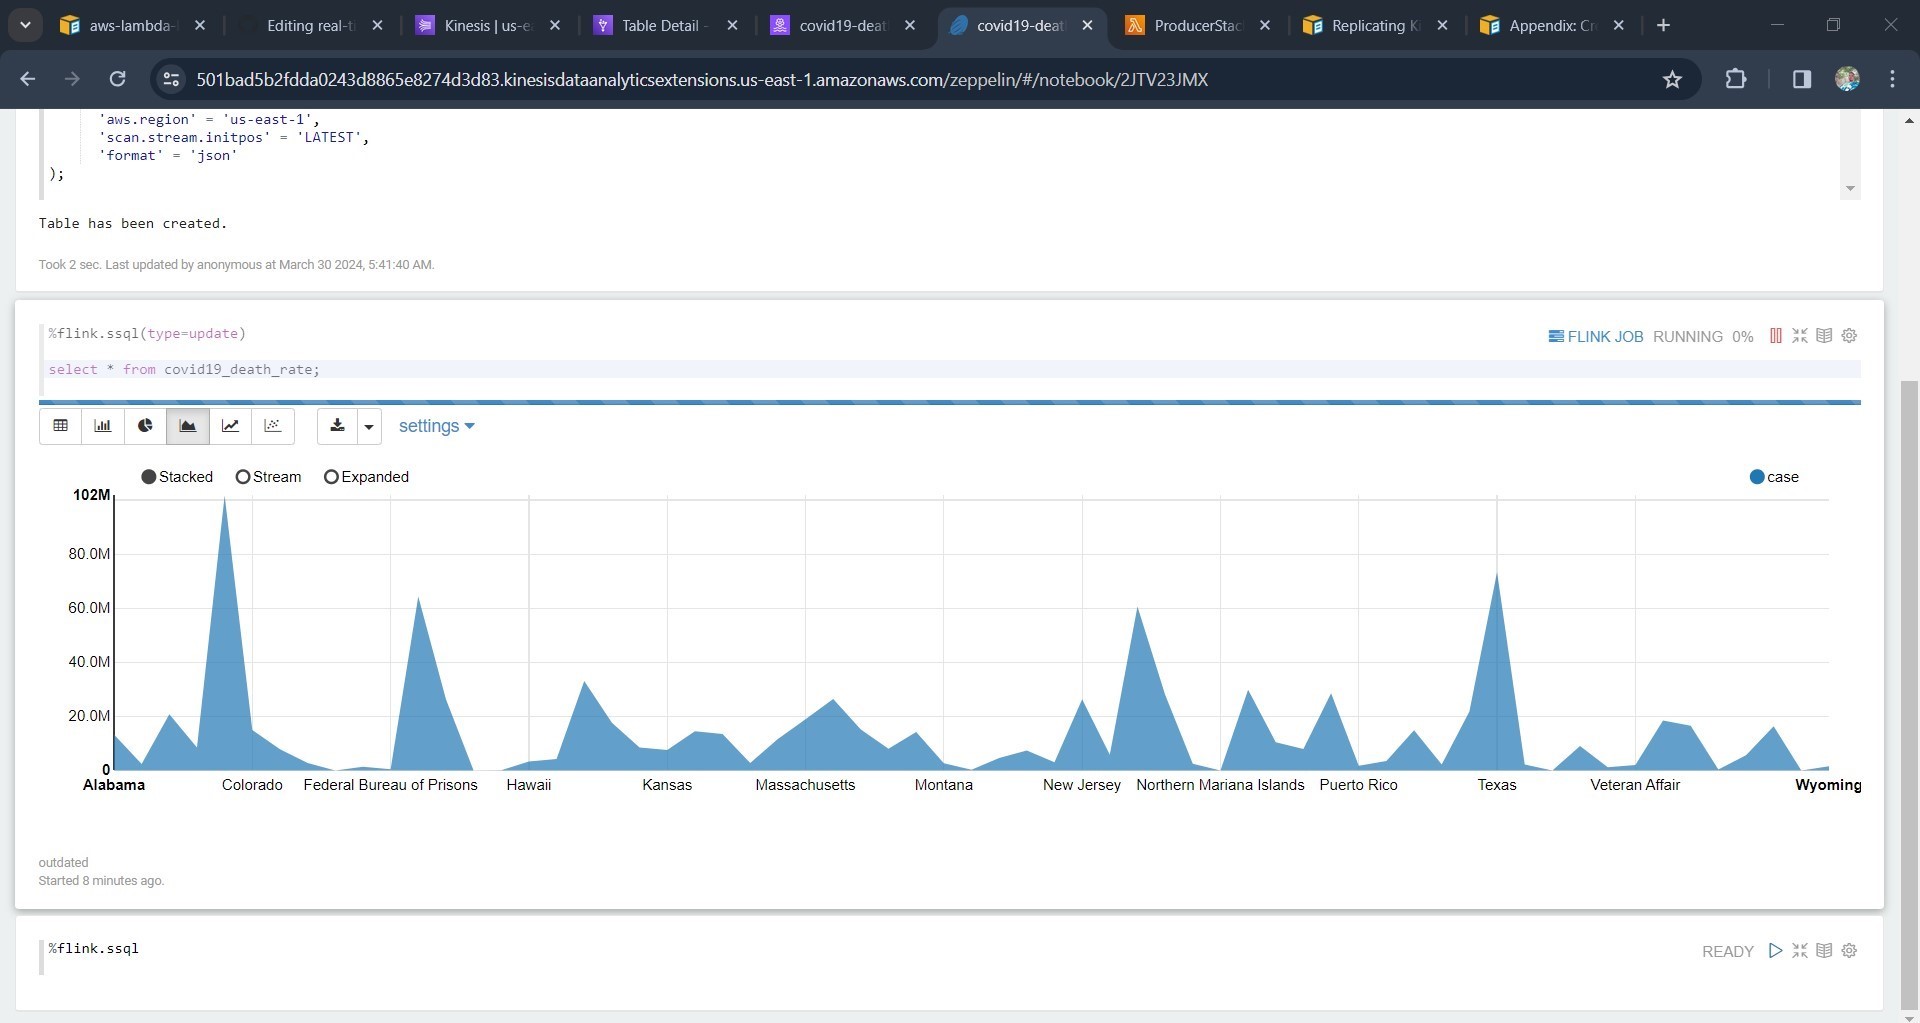 aws-lambda-
Editing real-t
Kinesis | us-e
Table Detail -
covid19-deat
covid19-deat
ProducerStac
Replicating Ki
Appendix: Cr
501bad5b2fdda0243d8865e8274d3d83.kinesisdataanalyticsextensions.us-east-1.amazonaws.com/zeppelin/#/notebook/2JTV23JMX
'aws.region' = 'us-east-1',
'scan.stream.initpos' = 'LATEST',
'format' = 'json'
);
Table has been created.
Took 2 sec. Last updated by anonymous at March 30 2024, 5:41:40 AM.
%flink.ssql(type=update)
FLINK JOB RUNNING 0%
select * from covid19_death_rate;
settings
Stacked Stream Expanded
case
102M
80.0M
60.0M
40.0M
20.0M
0
Alabama Colorado Federal Bureau of Prisons Hawaii Kansas Massachusetts Montana New Jersey Northern Mariana Islands Puerto Rico Texas Veteran Affair Wyoming
outdated
Started 8 minutes ago.
%flink.ssql
READY